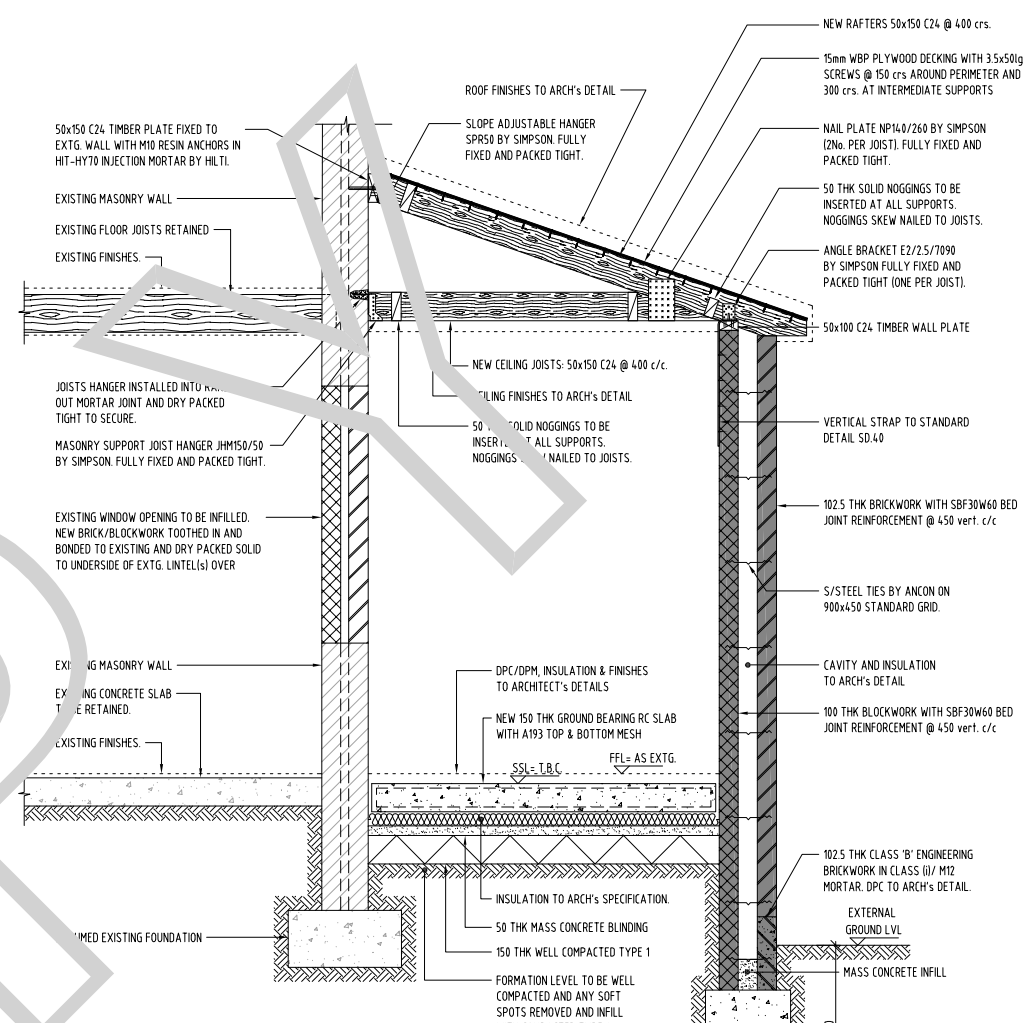 NEW RAFTERS 50x150 C24 @ 400 crs.
15mm WBP PLYWOOD DECKING WITH 3.5x50lg
SCREWS @ 150 crs AROUND PERIMETER AND
300 crs. AT INTERMEDIATE SUPPORTS
ROOF FINISHES TO ARCH's DETAIL
SLOPE ADJUSTABLE HANGER
SPR50 BY SIMPSON. FULLY
FIXED AND PACKED TIGHT.
50x150 C24 TIMBER PLATE FIXED TO
EXTG. WALL WITH M10 RESIN ANCHORS IN
HIT-HY70 INJECTION MORTAR BY HILTI.
NAIL PLATE NP140/260 BY SIMPSON
(2No. PER JOIST). FULLY FIXED AND
PACKED TIGHT.
EXISTING MASONRY WALL
50 THK SOLID NOGGINGS TO BE
INSERTED AT ALL SUPPORTS.
NOGGINGS SKEW NAILED TO JOISTS.
EXISTING FLOOR JOISTS RETAINED
EXISTING FINISHES.
ANGLE BRACKET E2/2.5/7090
BY SIMPSON FULLY FIXED AND
PACKED TIGHT (ONE PER JOIST).
50x100 C24 TIMBER WALL PLATE
NEW CEILING JOISTS: 50x150 C24 @ 400 c/c.
JOISTS HANGER INSTALLED INTO
OUT MORTAR JOINT AND DRY PACKED
TIGHT TO SECURE.
CEILING FINISHES TO ARCH's DETAIL
50 SOLID NOGGINGS TO BE
AT ALL SUPPORTS.
NOGGINGS NAILED TO JOISTS.
VERTICAL STRAP TO STANDARD
DETAIL SD.40
MASONRY SUPPORT JOIST HANGER JHM150/50
BY SIMPSON. FULLY FIXED AND PACKED TIGHT.
102.5 THK BRICKWORK WITH SBF30W60 BED
JOINT REINFORCEMENT @ 450 vert. c/c
EXISTING WINDOW OPENING TO BE INFILLED.
NEW BRICK/BLOCKWORK TOOTHED IN AND
BONDED TO EXISTING AND DRY PACKED SOLID
TO UNDERSIDE OF EXTG. LINTEL(s) OVER
S/STEEL TIES BY ANCON ON
900x450 STANDARD GRID.
EXISTING MASONRY WALL
DPC/DPM, INSULATION & FINISHES
TO ARCHITECT's DETAILS
CAVITY AND INSULATION
TO ARCH's DETAIL
EXISTING CONCRETE SLAB
TO BE RETAINED.
NEW 150 THK GROUND BEARING RC SLAB
WITH A193 TOP & BOTTOM MESH
100 THK BLOCKWORK WITH SBF30W60 BED
JOINT REINFORCEMENT @ 450 vert. c/c
EXISTING FINISHES.
SSL= T.B.C.
FFL= AS EXTG.
102.5 THK CLASS 'B' ENGINEERING
BRICKWORK IN CLASS (i)/ M12
MORTAR. DPC TO ARCH's DETAIL.
INSULATION TO ARCH's SPECIFICATION.
EXTERNAL
GROUND LVL
50 THK MASS CONCRETE BLINDING
EXISTING FOUNDATION
150 THK WELL COMPACTED TYPE 1
MASS CONCRETE INFILL
FORMATION LEVEL TO BE WELL
COMPACTED AND ANY SOFT
SPOTS REMOVED AND INFILL